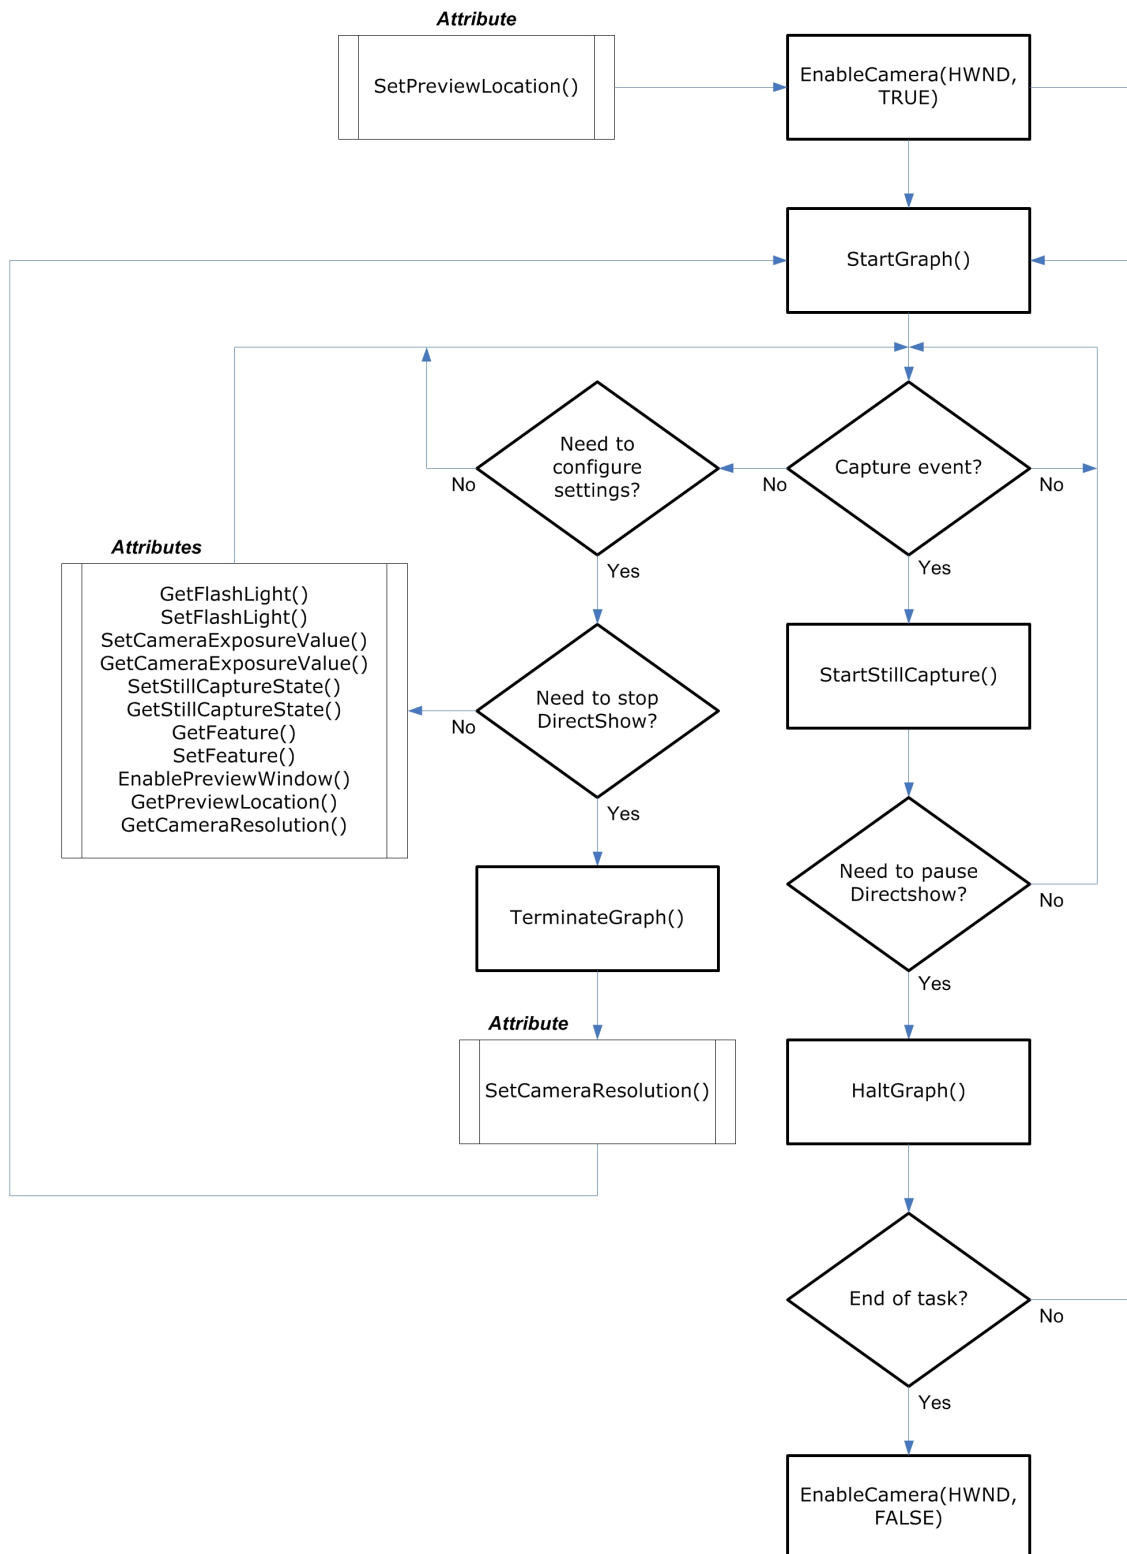 Attribute
SetPreviewLocation()
EnableCamera(HWND,
TRUE)
StartGraph()
Need to
configure
settings?
Capture event?
No
No
No
Yes
Yes
Attributes
GetFlashLight()
SetFlashLight()
SetCameraExposureValue()
GetCameraExposureValue()
SetStillCaptureState()
GetStillCaptureState()
GetFeature()
SetFeature()
EnablePreviewWindow()
GetPreviewLocation()
GetCameraResolution()
Need to stop
DirectShow?
No
Yes
StartStillCapture()
Need to pause
Directshow?
No
Yes
TerminateGraph()
Attribute
SetCameraResolution()
HaltGraph()
End of task?
No
Yes
EnableCamera(HWND,
FALSE)